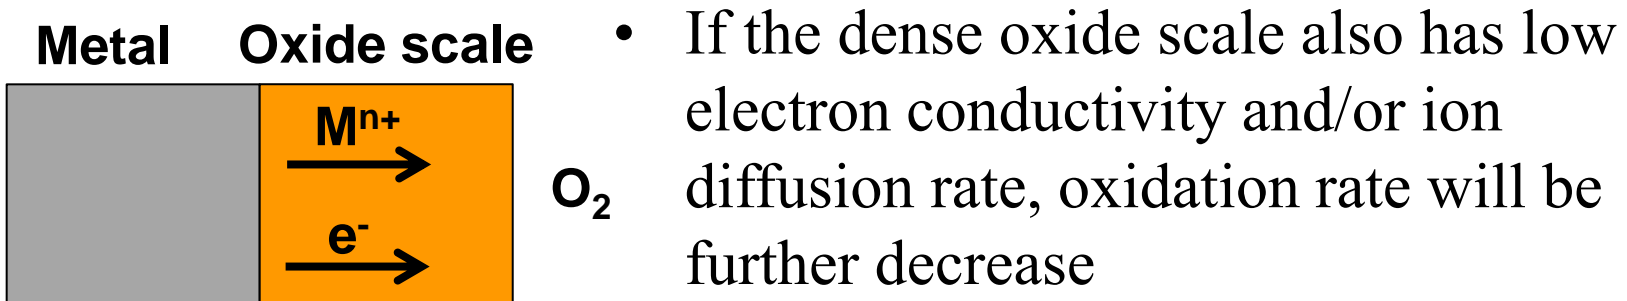 Metal Oxide scale
Mⁿ⁺
e⁻
O₂
• If the dense oxide scale also has low
electron conductivity and/or ion
diffusion rate, oxidation rate will be
further decrease